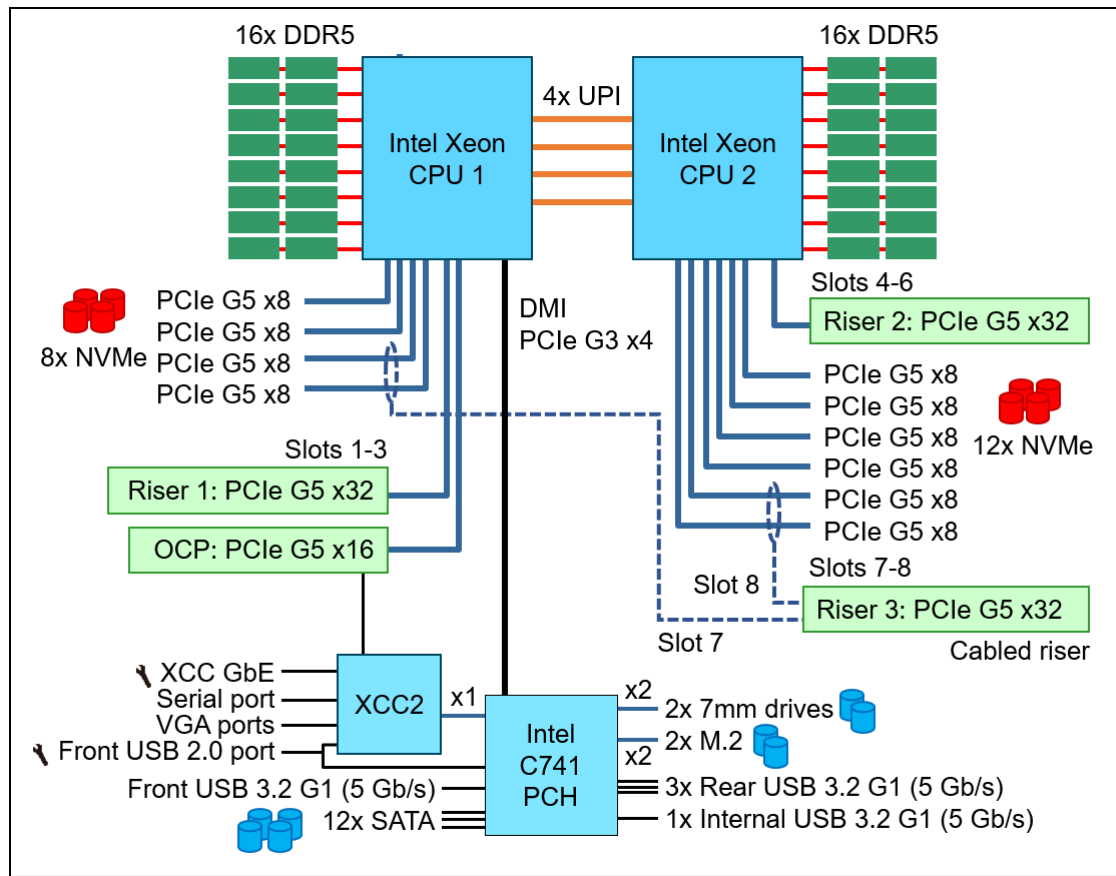 16x DDR5
16x DDR5
4x UPI
Intel Xeon
CPU 1
Intel Xeon
CPU 2
PCIe G5 x8
PCIe G5 x8
PCIe G5 x8
PCIe G5 x8
8x NVMe
DMI
PCIe G3 x4
Slots 4-6
Riser 2: PCIe G5 x32
PCIe G5 x8
PCIe G5 x8
PCIe G5 x8
PCIe G5 x8
PCIe G5 x8
PCIe G5 x8
12x NVMe
Slots 1-3
Riser 1: PCIe G5 x32
OCP: PCIe G5 x16
Slots 7-8
Slot 8
Riser 3: PCIe G5 x32
Slot 7
Cabled riser
XCC GbE
Serial port
VGA ports
Front USB 2.0 port
XCC2
x1
Intel
C741
PCH
x2
2x 7mm drives
2x M.2
x2
Front USB 3.2 G1 (5 Gb/s)
12x SATA
3x Rear USB 3.2 G1 (5 Gb/s)
1x Internal USB 3.2 G1 (5 Gb/s)